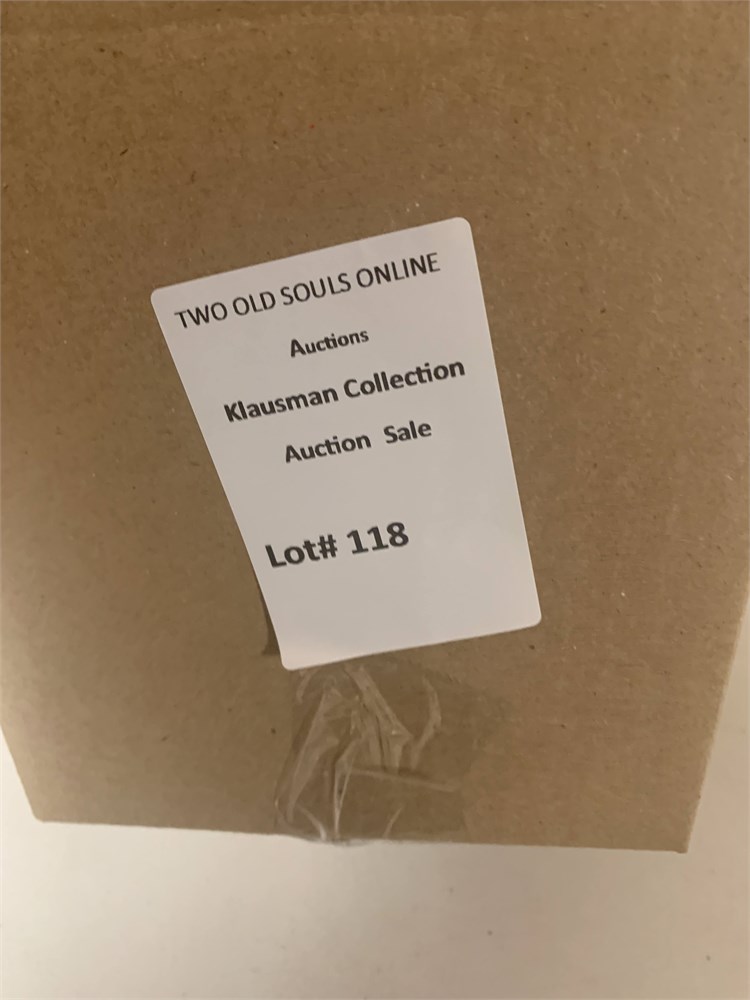 TWO OLD SOULS ONLINE
Auctions
Klausman Collection
Auction Sale
Lot# 118